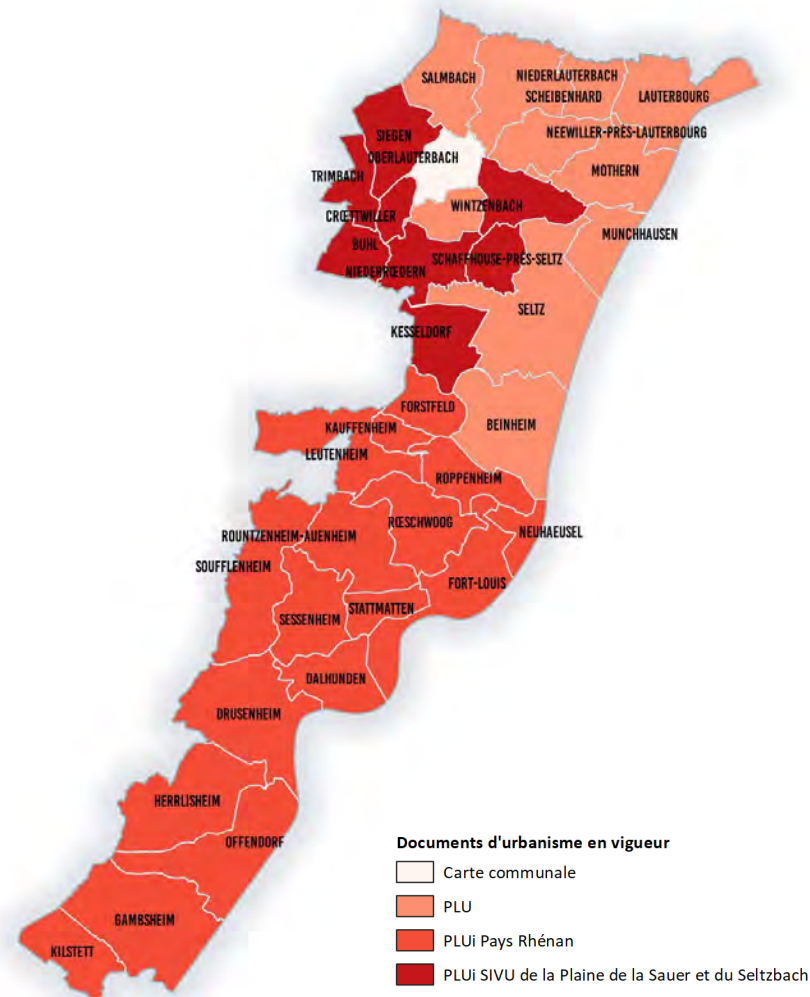 SALMBACH
NIEDERLAUTERBACH
SCHEIBENHARD
LAUTERBOURG
NEEWILLER-PRÈS-LAUTERBOURG
SIEGEN
OBERLAUTERBACH
MOTHERN
TRIMBACH
WINTZENBACH
CRŒTTWILLER
MUNCHHAUSEN
BUHL
SCHAFFHOUSE-PRÈS-SELTZ
NIEDERRŒDERN
SELTZ
KESSELDORF
FORSTFELD
BEINHEIM
KAUFFENHEIM
LEUTENHEIM
ROPPENHEIM
RŒSCHWOOG
NEUHAEUSEL
ROUNTZENHEIM-AUENHEIM
SOUFFLENHEIM
FORT-LOUIS
STATTMATTEN
SESSENHEIM
DALHUNDEN
DRUSENHEIM
HERRLISHEIM
OFFENDORF
GAMBSHEIM
KILSTETT
Documents d'urbanisme en vigueur
Carte communale
PLU
PLUi Pays Rhénan
PLUi SIVU de la Plaine de la Sauer et du Seltzbach